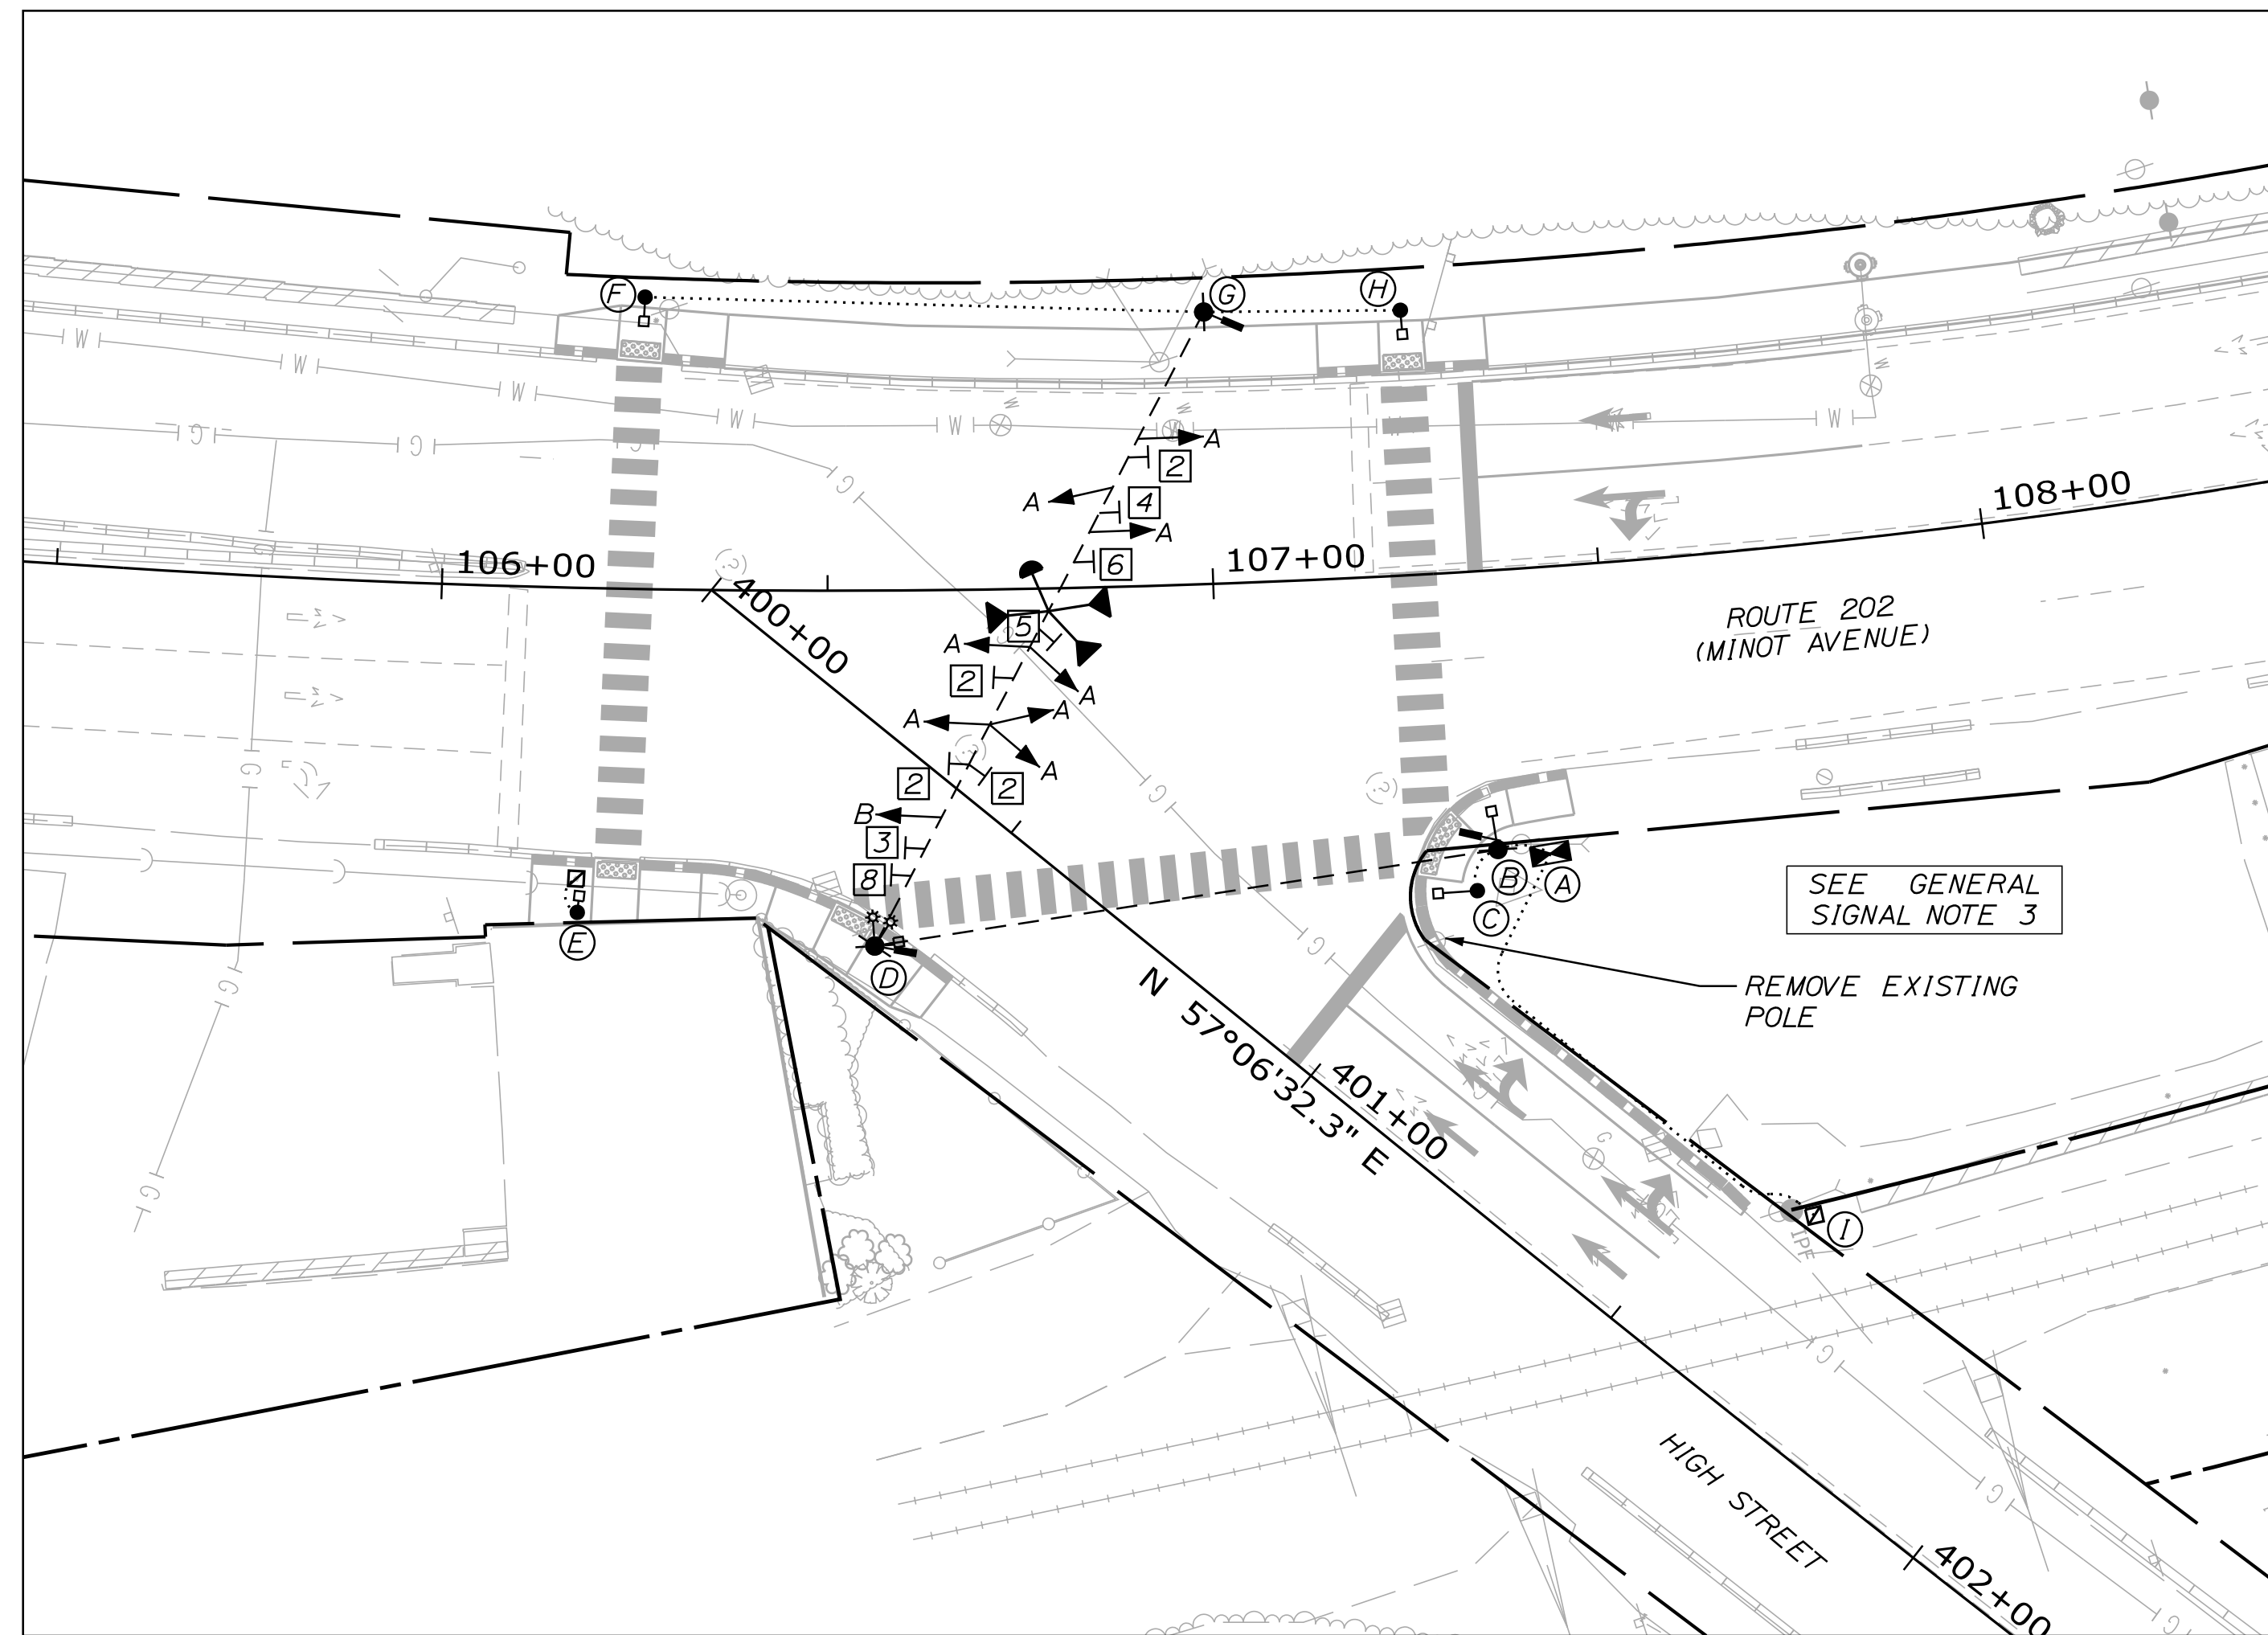 F
G
H
W
W
W
W
W
W
W
W
G
G
G
A
2
A
4
A
6
106+00
107+00
108+00
400+00
5
A
A
2
A
A
A
2
2
B
3
8
ROUTE 202
(MINOT AVENUE)
G
G
G
B
A
C
D
E
SEE GENERAL
SIGNAL NOTE 3
REMOVE EXISTING
POLE
N 57°06'32.3" E
401+00
G
G
G
I
IPF
G
G
G
HIGH STREET
402+00